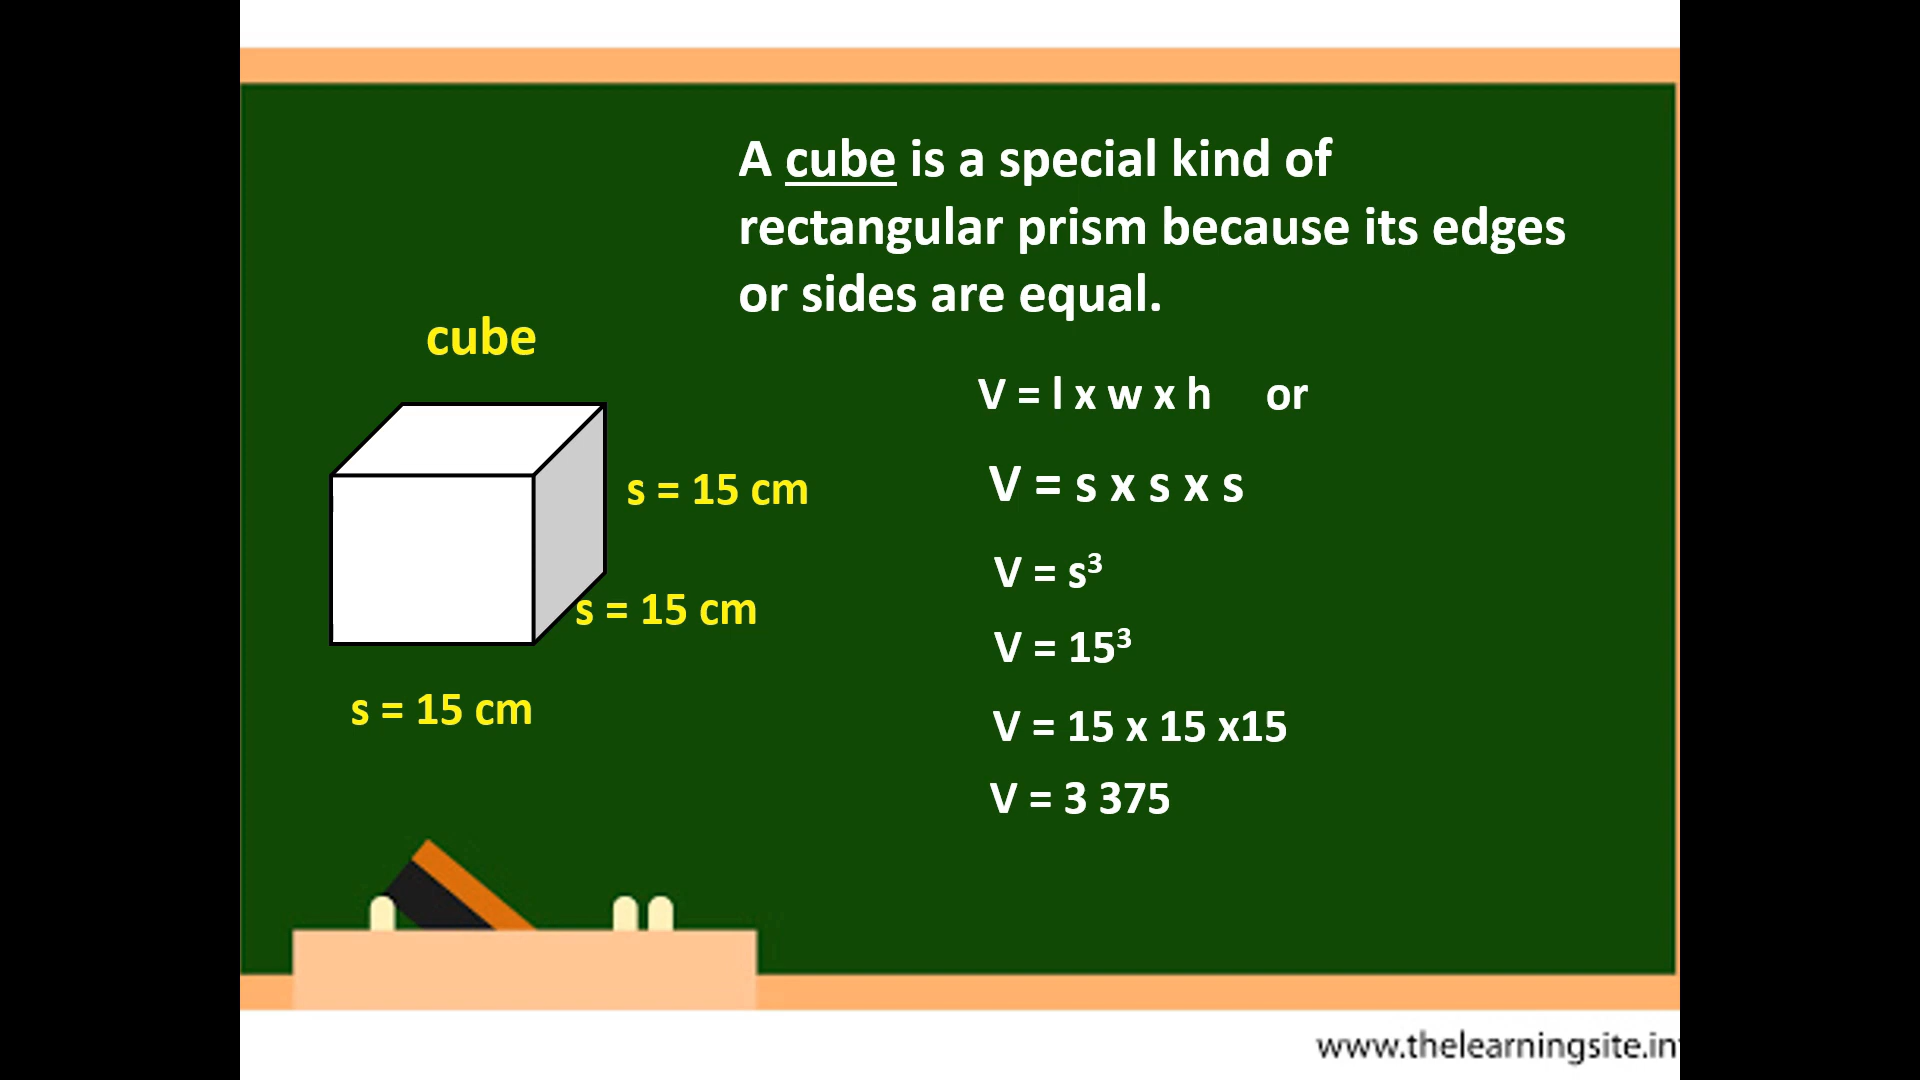 A cube is a special kind of
rectangular prism because its edges
or sides are equal.
cube
V = l x w x h or
s = 15 cm
V = s x s x s
s = 15 cm
V = s³
V = 15³
s = 15 cm
V = 15 x 15 x15
V = 3 375
www.thelearningsite.in